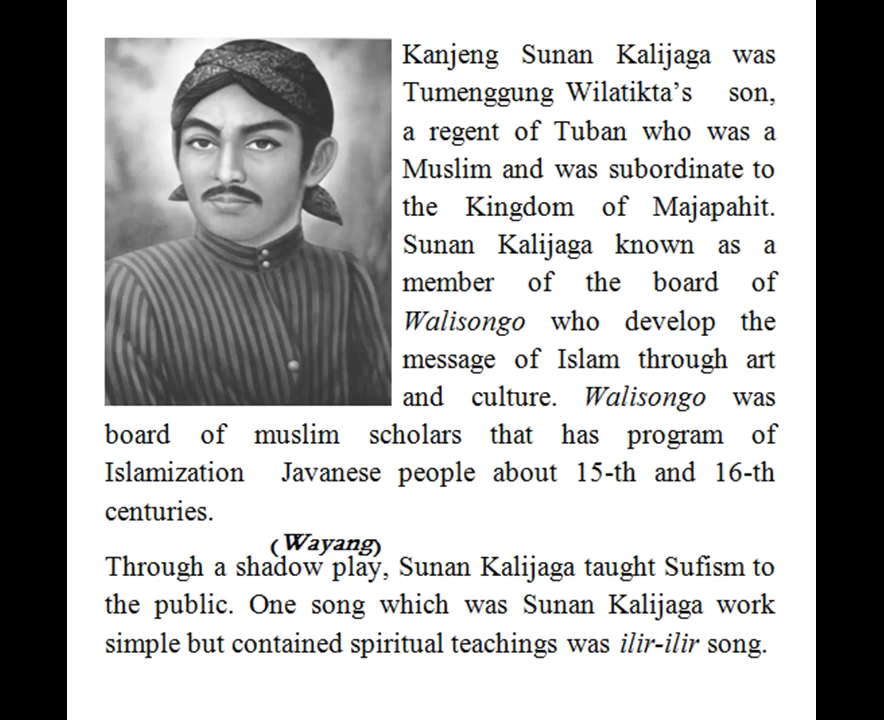 Kanjeng Sunan Kalijaga was
Tumenggung Wilatikta’s son,
a regent of Tuban who was a
Muslim and was subordinate to
the Kingdom of Majapahit.
Sunan Kalijaga known as a
member of the board of
Walisongo who develop the
message of Islam through art
and culture. Walisongo was
board of muslim scholars that has program of
Islamization Javanese people about 15-th and 16-th
centuries.
(Wayang)
Through a shadow play, Sunan Kalijaga taught Sufism to
the public. One song which was Sunan Kalijaga work
simple but contained spiritual teachings was ilir-ilir song.